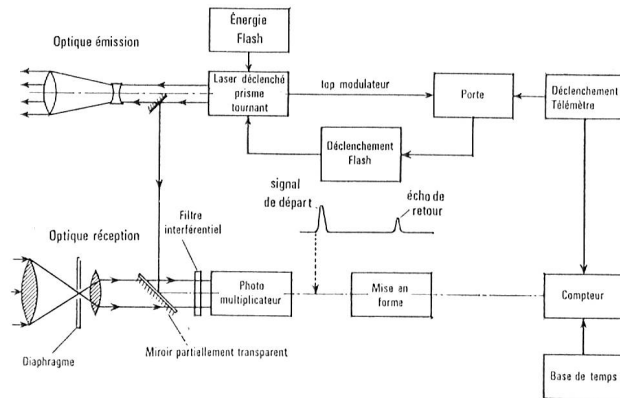 Énergie
Flash
Optique émission
Laser déclenché
prisme
tournant
top modulateur
Porte
Déclenchement
Télémètre
Déclenchement
Flash
signal
de départ
écho de
retour
Filtre
interférentiel
Optique réception
Photo
multiplicateur
Mise en
forme
Compteur
Miroir partiellement transparent
Diaphragme
Base de temps